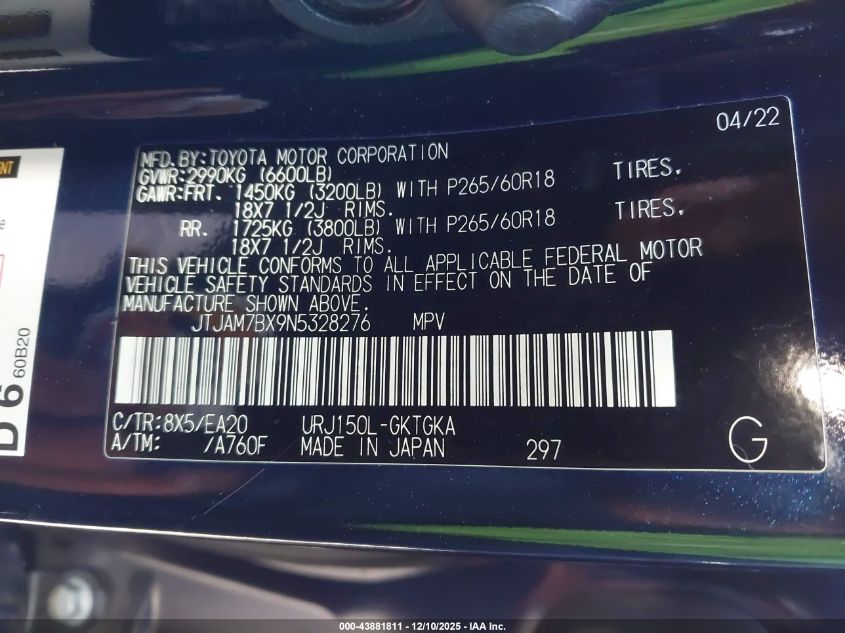 04/22
MFD.BY:TOYOTA MOTOR CORPORATION
GVWR:2990KG (6600LB)
GAWR:FRT. 1450KG (3200LB) WITH P265/60R18 TIRES,
18X7 1/2J RIMS.
RR. 1725KG (3800LB) WITH P265/60R18 TIRES,
18X7 1/2J RIMS.
THIS VEHICLE CONFORMS TO ALL APPLICABLE FEDERAL MOTOR
VEHICLE SAFETY STANDARDS IN EFFECT ON THE DATE OF
MANUFACTURE SHOWN ABOVE.
JTJAM7BX9N5328276 MPV
C/TR:8X5/EA20 URJ150L-GKTGKA
A/TM: /A760F MADE IN JAPAN 297 G
D 6 60B20
000-43881811 - 12/10/2025 - IAA Inc.